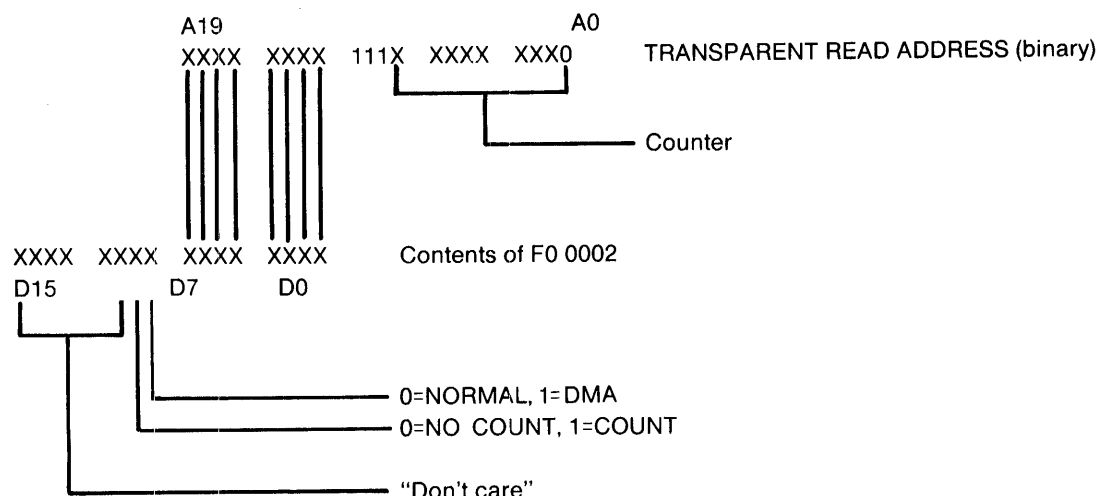 A19 A0
XXXX XXXX 111X XXXX XXX0 TRANSPARENT READ ADDRESS (binary)
Counter
XXXX XXXX XXXX XXXX Contents of F0 0002
D15 D7 D0
0=NORMAL, 1=DMA
0=NO COUNT, 1=COUNT
"Don't care"